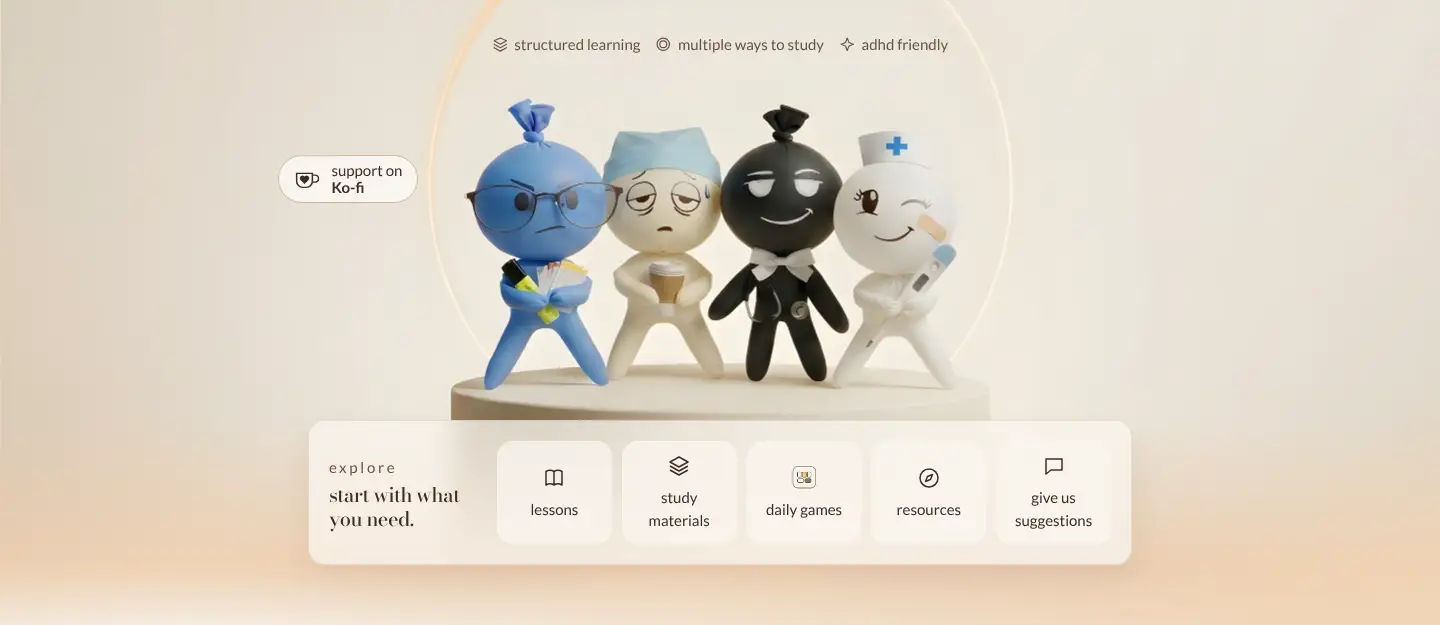 structured learning
multiple ways to study
adhd friendly
support on
Ko-fi
explore
start with what
you need.
lessons
study
materials
daily games
resources
give us
suggestions